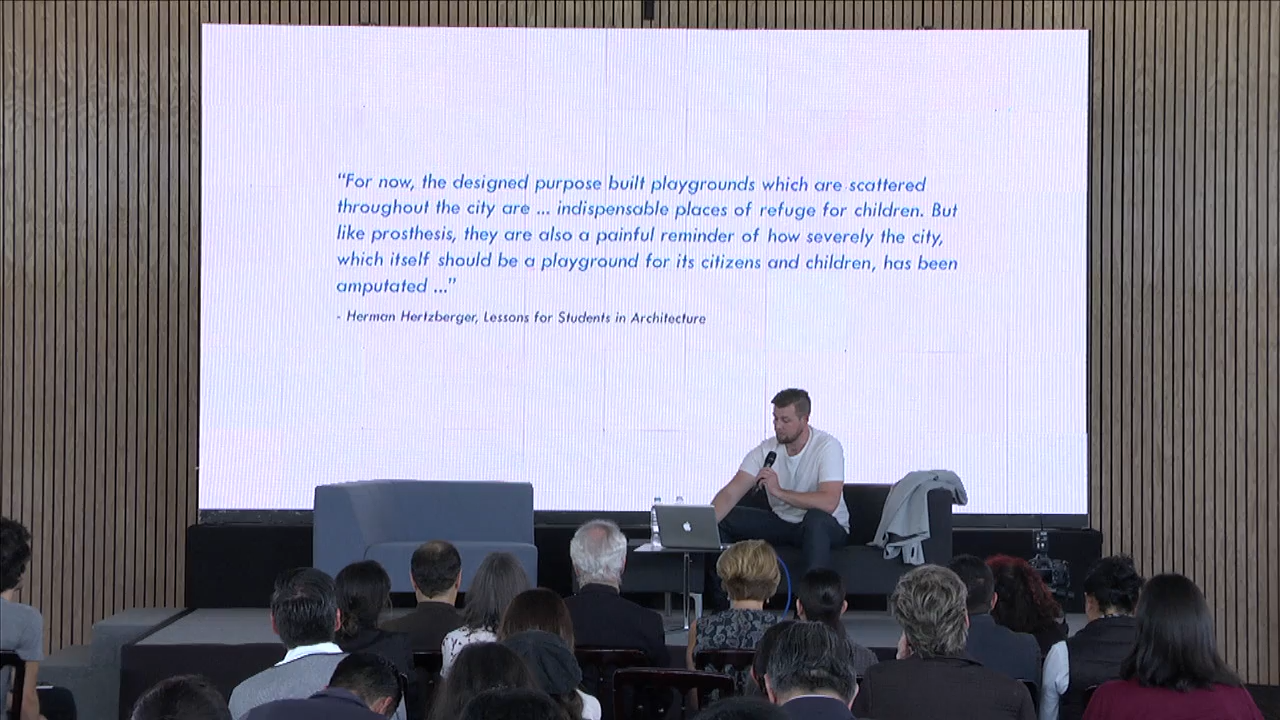 “For now, the designed purpose built playgrounds which are scattered
throughout the city are ... indispensable places of refuge for children. But
like prosthesis, they are also a painful reminder of how severely the city,
which itself should be a playground for its citizens and children, has been
amputated ...”
- Herman Hertzberger, Lessons for Students in Architecture